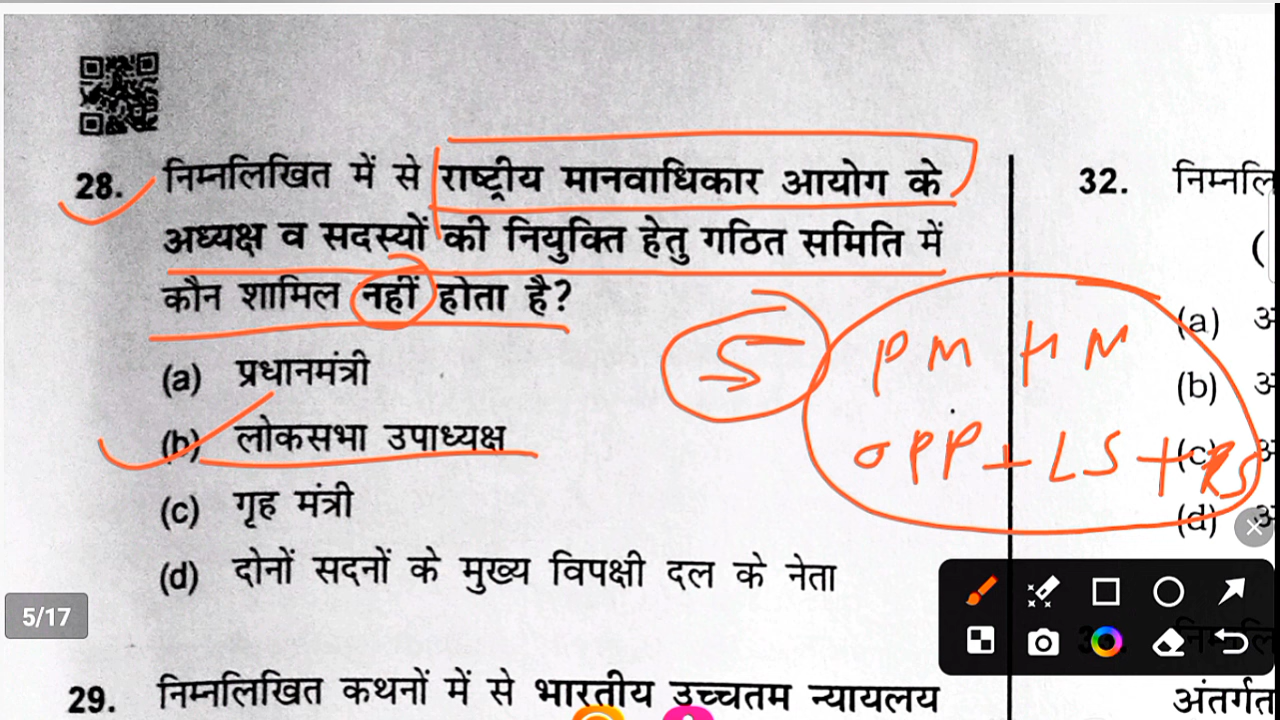 28. निम्नलिखित में से राष्ट्रीय मानवाधिकार आयोग के
अध्यक्ष व सदस्यों की नियुक्ति हेतु गठित समिति में
कौन शामिल नहीं होता है?
(a) प्रधानमंत्री
(b) लोकसभा उपाध्यक्ष
(c) गृह मंत्री
(d) दोनों सदनों के मुख्य विपक्षी दल के नेता
29. निम्नलिखित कथनों में से भारतीय उच्चतम न्यायलय
5
PM HM
OPP + LS + RS
32. निम्नलि
(
(a) अ
(b) अ
(c) अ
(d) अ
अंतर्गत
5/17